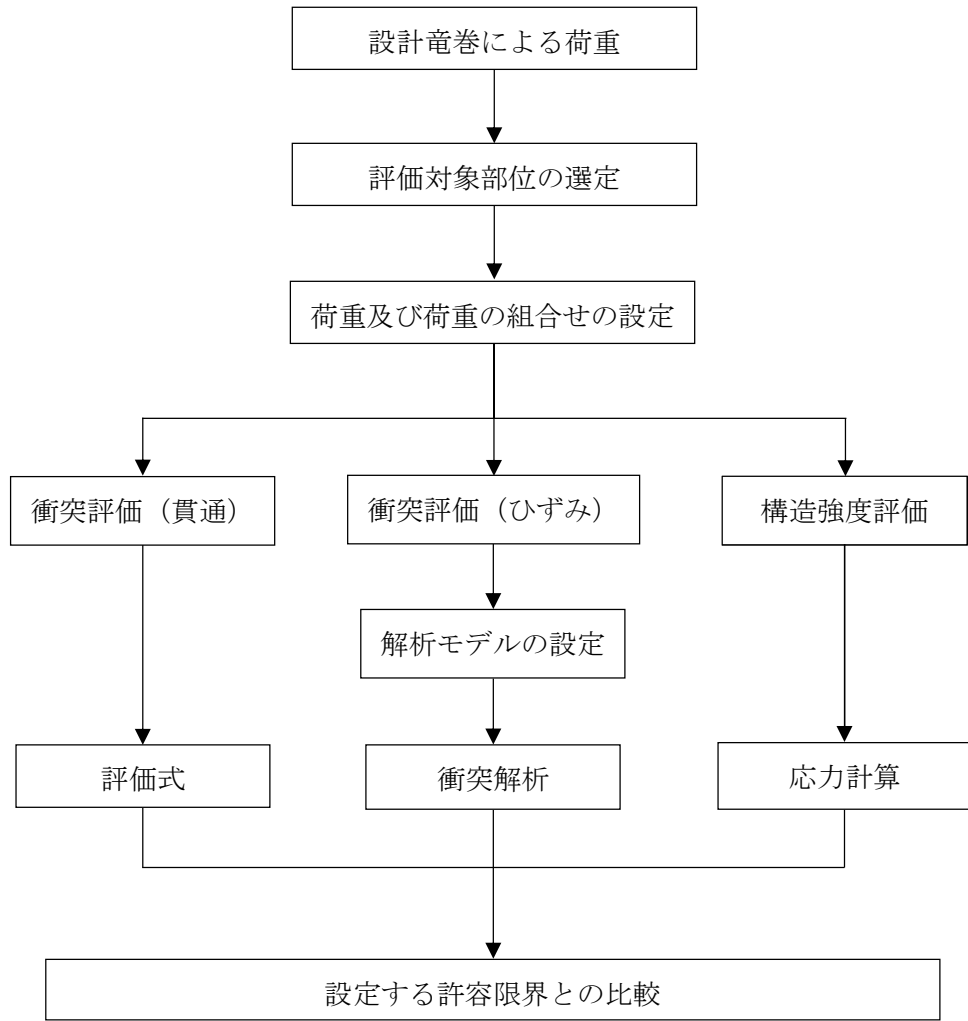 設計竜巻による荷重
評価対象部位の選定
荷重及び荷重の組合せの設定
衝突評価（貫通）
衝突評価（ひずみ）
構造強度評価
解析モデルの設定
評価式
衝突解析
応力計算
設定する許容限界との比較